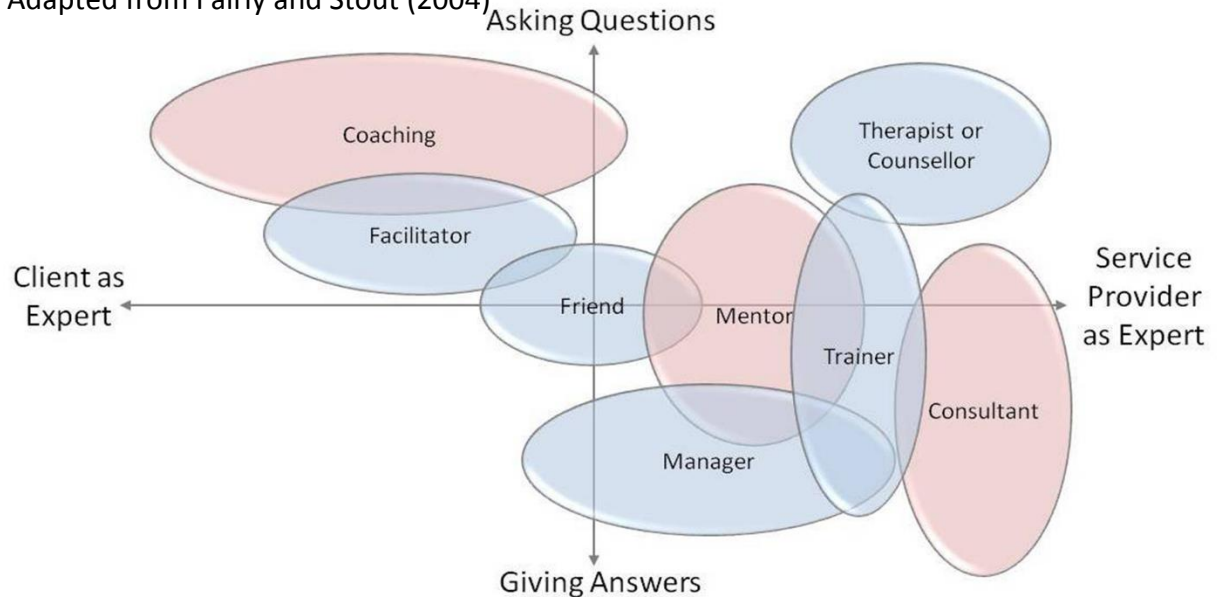 Adapted from Fairly and Stout (2004)
Asking Questions
Coaching
Therapist or
Counsellor
Facilitator
Client as
Expert
Friend
Mentor
Service
Provider
as Expert
Trainer
Consultant
Manager
Giving Answers